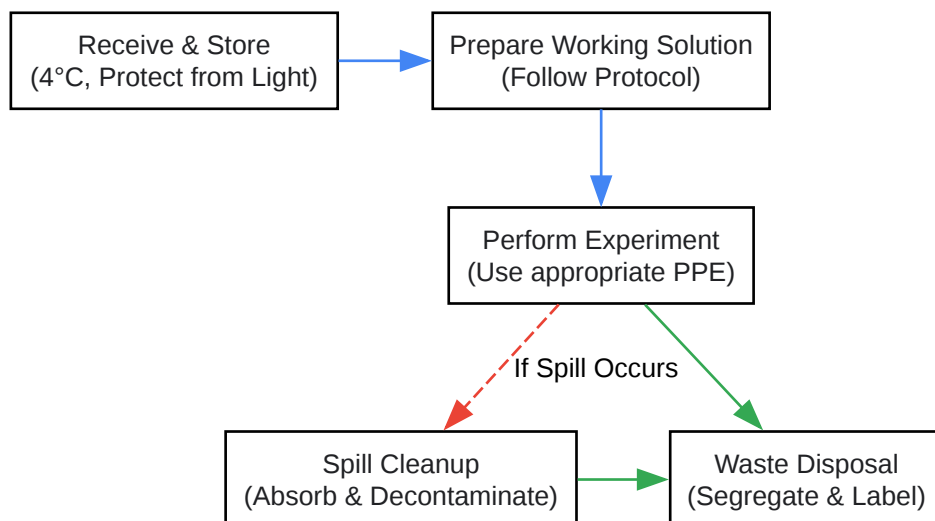 Receive & Store
(4°C, Protect from Light)
Prepare Working Solution
(Follow Protocol)
Perform Experiment
(Use appropriate PPE)
If Spill Occurs
Spill Cleanup
(Absorb & Decontaminate)
Waste Disposal
(Segregate & Label)